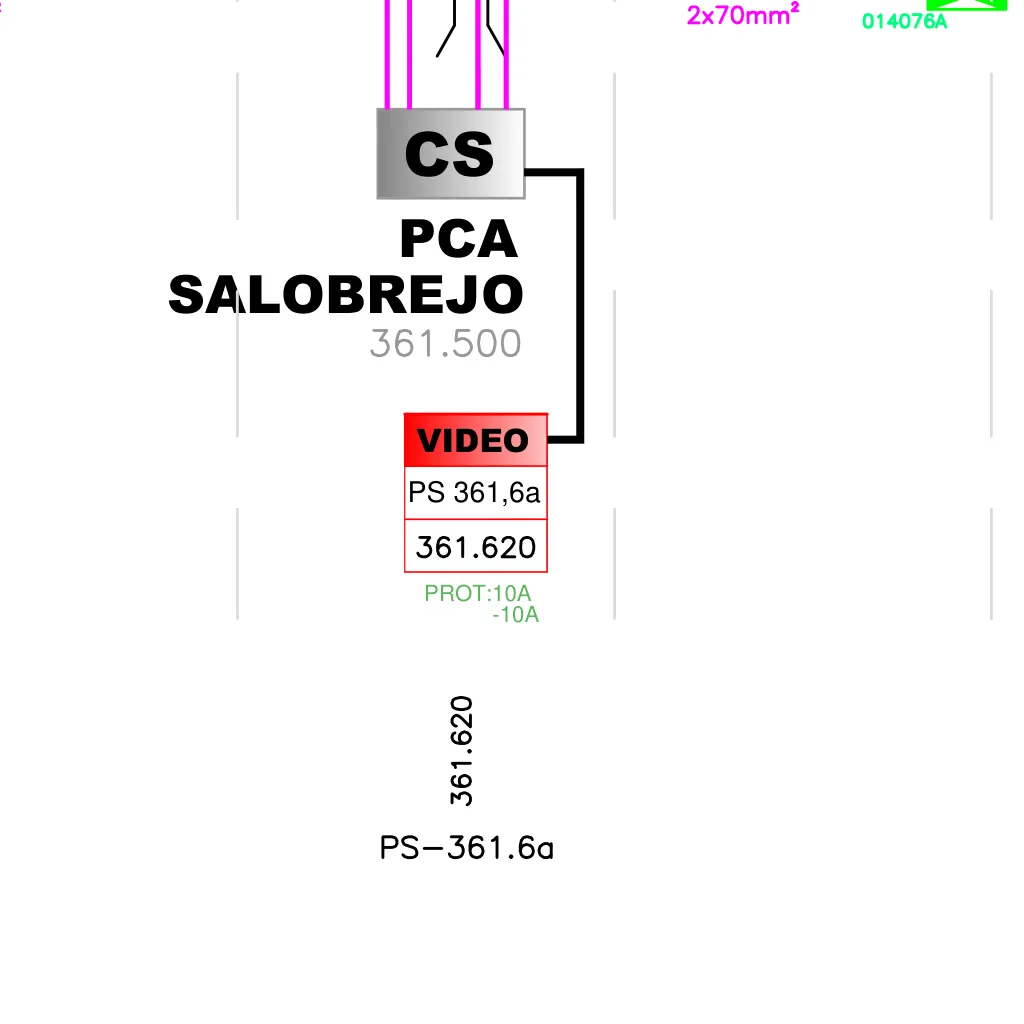 2x70mm²
014076A
CS
PCA
SALOBREJO
361.500
VIDEO
PS 361,6a
361.620
PROT:10A
-10A
361.620
PS-361.6a